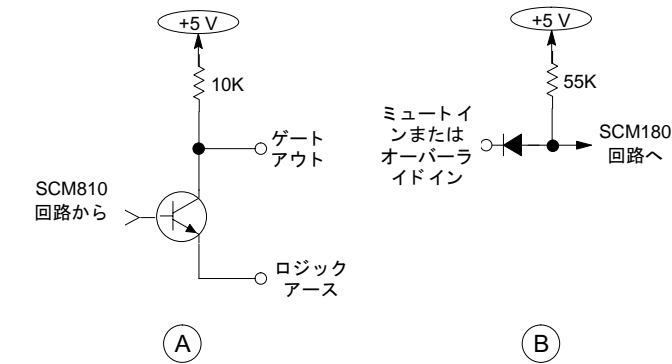 +5 V
10K
ゲート
アウト
SCM810
回路から
ロジック
アース
A
+5 V
55K
ミュート イ
ンまたは
オーバーラ
イド イン
SCM180
回路へ
B